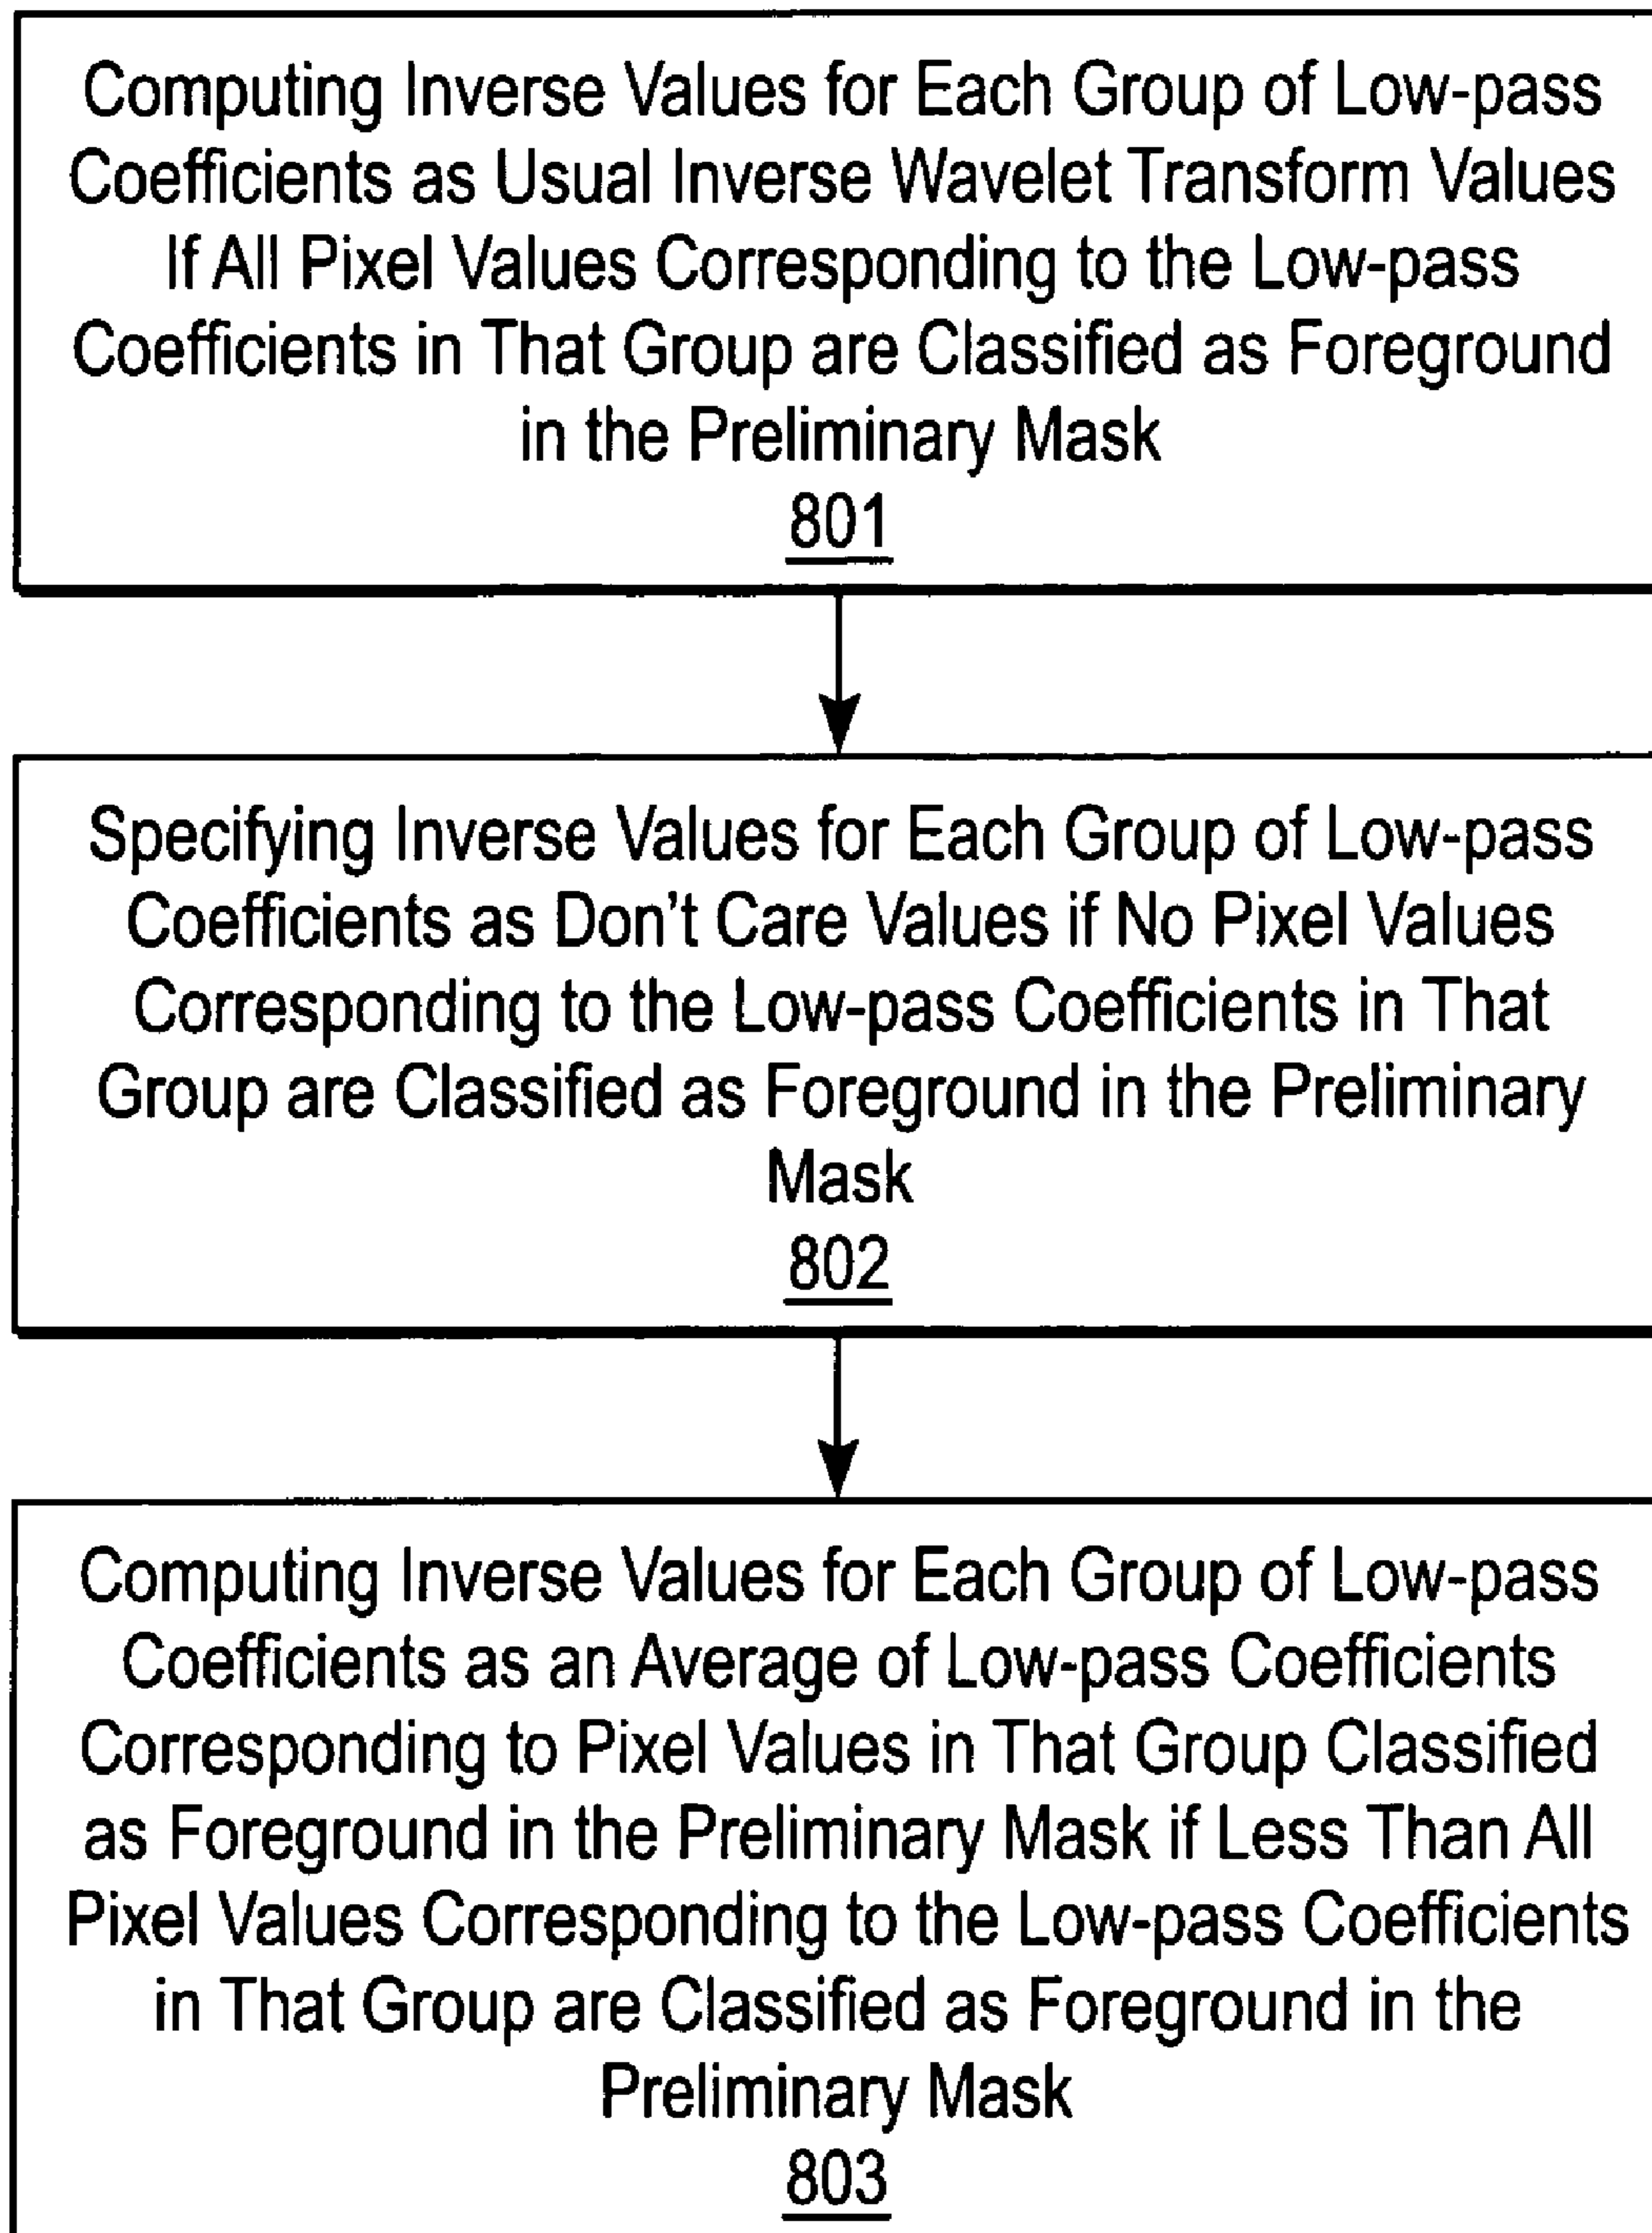 Computing Inverse Values for Each Group of Low-pass
Coefficients as Usual Inverse Wavelet Transform Values
If All Pixel Values Corresponding to the Low-pass
Coefficients in That Group are Classified as Foreground
in the Preliminary Mask
801
Specifying Inverse Values for Each Group of Low-pass
Coefficients as Don't Care Values if No Pixel Values
Corresponding to the Low-pass Coefficients in That
Group are Classified as Foreground in the Preliminary
Mask
802
Computing Inverse Values for Each Group of Low-pass
Coefficients as an Average of Low-pass Coefficients
Corresponding to Pixel Values in That Group Classified
as Foreground in the Preliminary Mask if Less Than All
Pixel Values Corresponding to the Low-pass Coefficients
in That Group are Classified as Foreground in the
Preliminary Mask
803